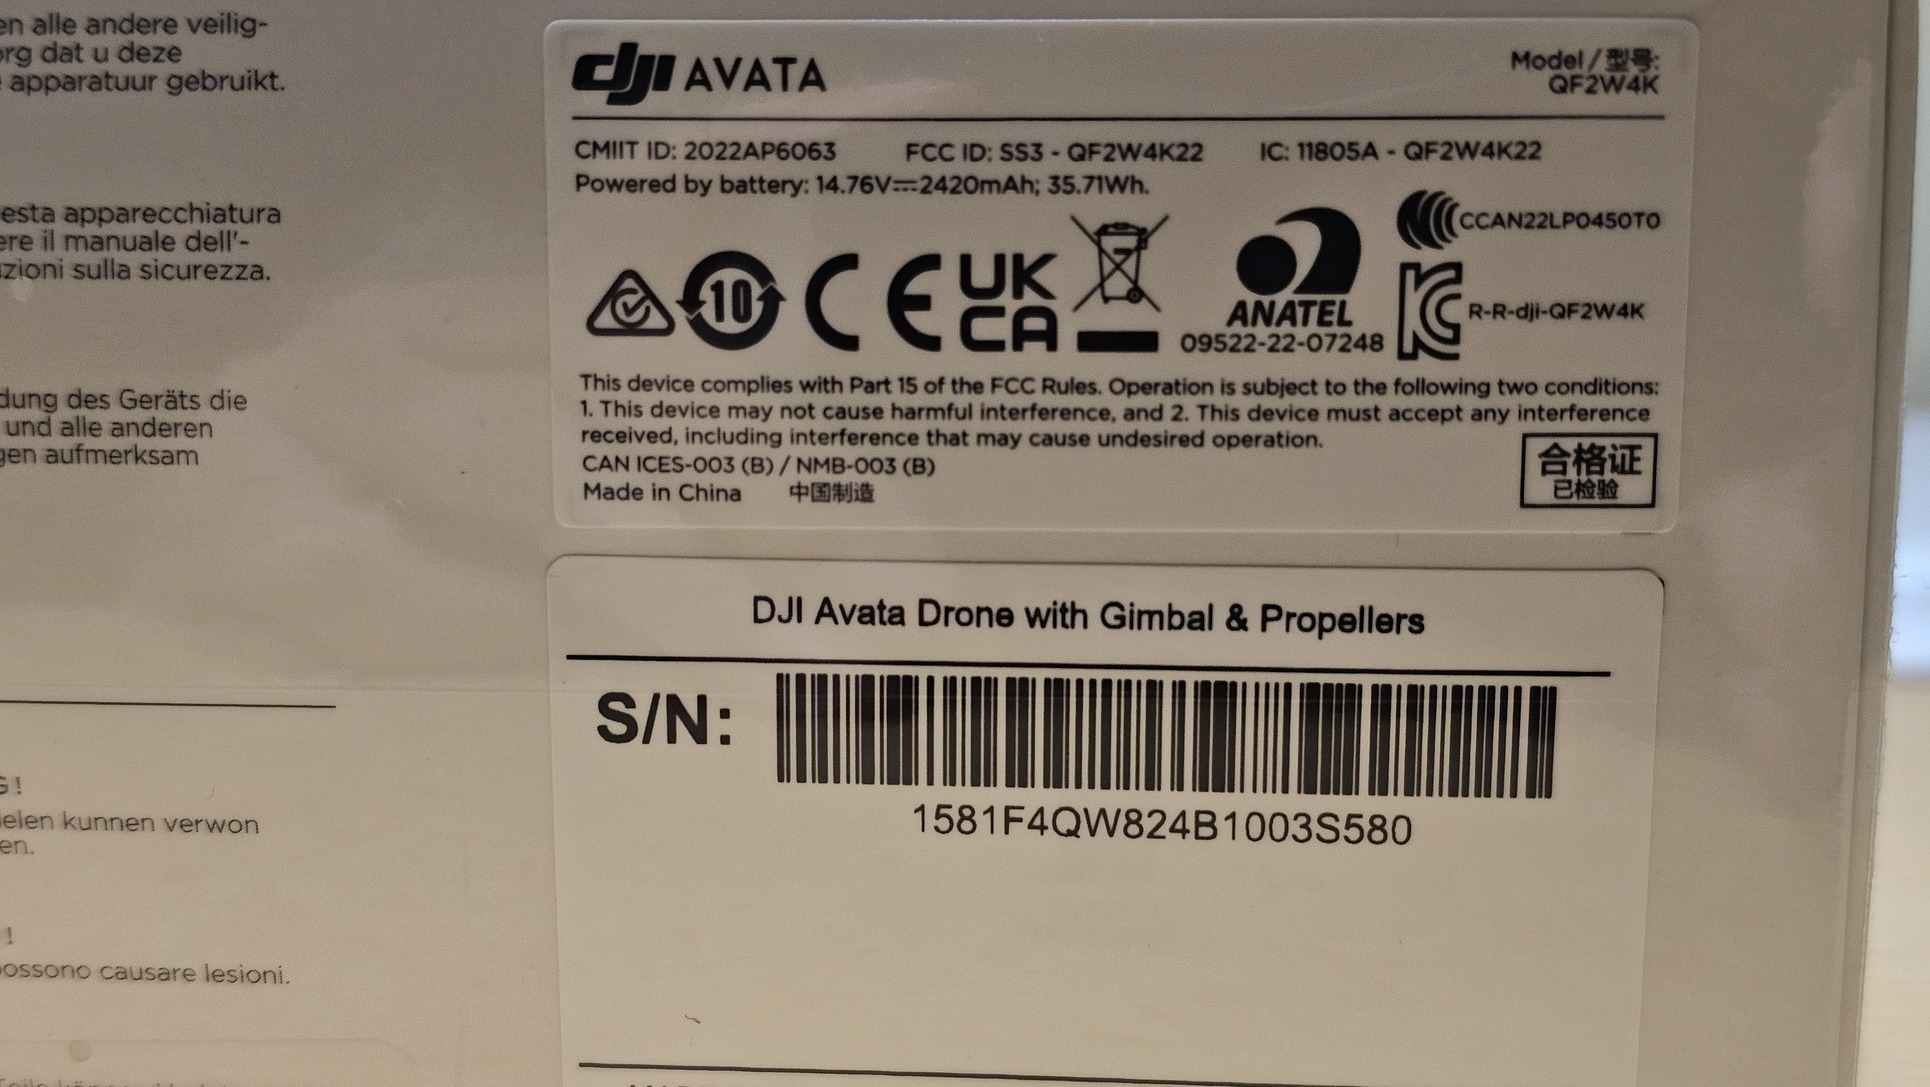 en alle andere veilig-
org dat u deze
apparatuur gebruikt.
esta apparecchiatura
ere il manuale dell'-
zioni sulla sicurezza.
dung des Geräts die
und alle anderen
gen aufmerksam
G!
ielen kunnen verwon
en.
!
possono causare lesioni.
dji AVATA
Model / 型号:
QF2W4K
CMIIT ID: 2022AP6063 FCC ID: SS3 - QF2W4K22 IC: 11805A - QF2W4K22
Powered by battery: 14.76V⎓2420mAh; 35.71Wh.
CCAN22LP0450T0
10 CE UK
CA
ANATEL
09522-22-07248
R-R-dji-QF2W4K
This device complies with Part 15 of the FCC Rules. Operation is subject to the following two conditions:
1. This device may not cause harmful interference, and 2. This device must accept any interference
received, including interference that may cause undesired operation.
CAN ICES-003 (B) / NMB-003 (B)
Made in China 中国制造
合格证
已检验
DJI Avata Drone with Gimbal & Propellers
S/N:
1581F4QW824B1003S580